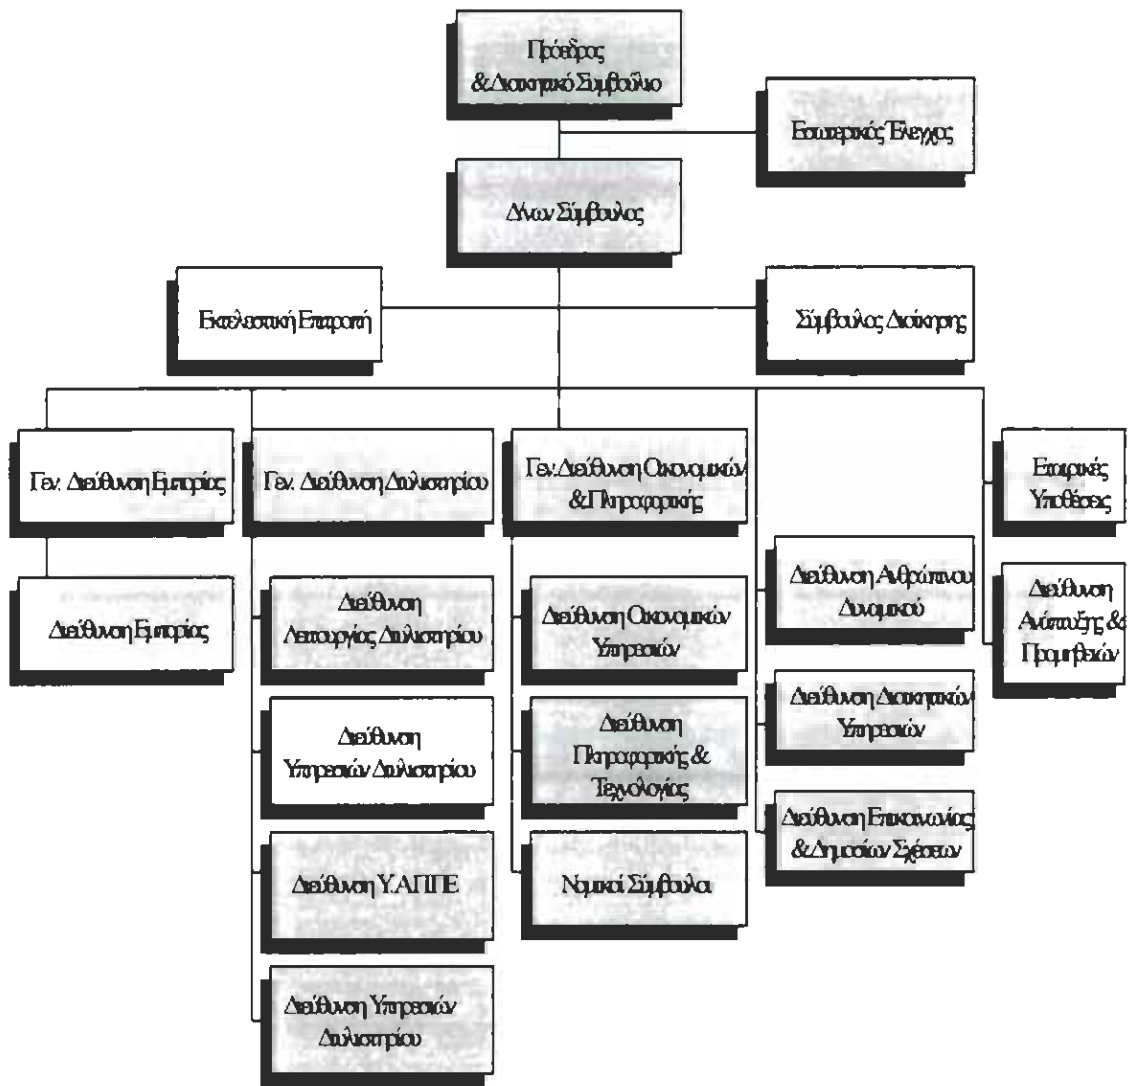 Πρόεδρος
& Διοικητικό Συμβούλιο
Εσωτερικός Έλεγχος
Δ/νων Σύμβουλος
Εκτελεστική Επιτροπή
Σύμβουλος Διοίκησης
Γεν. Διεύθυνση Εμπορίας
Γεν. Διεύθυνση Διυλιστηρίου
Γεν. Διεύθυνση Οικονομικών
& Πληροφορικής
Εταιρικές
Υποθέσεις
Διεύθυνση Εμπορίας
Διεύθυνση
Λειτουργίας Διυλιστηρίου
Διεύθυνση Οικονομικών
Υπηρεσιών
Διεύθυνση Ανθρώπινου
Δυναμικού
Διεύθυνση
Ανάπτυξης &
Προμηθειών
Διεύθυνση
Υπηρεσιών Διυλιστηρίου
Διεύθυνση
Πληροφορικής &
Τεχνολογίας
Διεύθυνση Διοικητικών
Υπηρεσιών
Διεύθυνση Επικοινωνίας
& Δημοσίων Σχέσεων
Διεύθυνση Υ.Α.Π.ΠΕ
Νομικοί Σύμβουλοι
Διεύθυνση Υπηρεσιών
Διυλιστηρίου